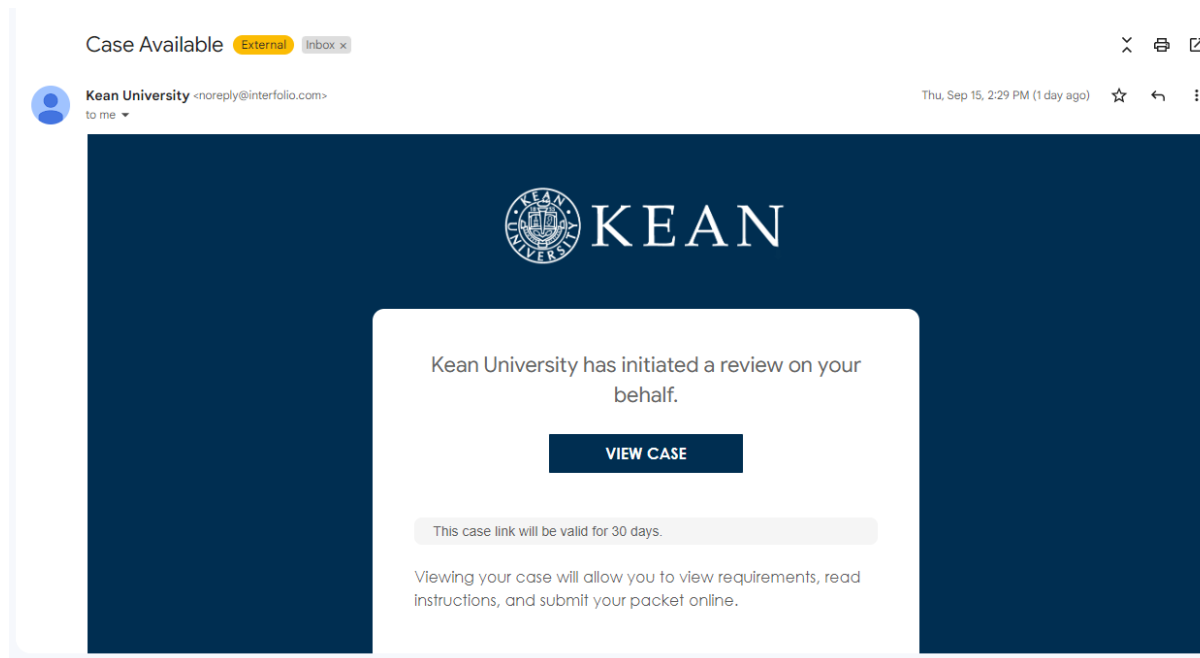 Case Available External Inbox x
Kean University <noreply@interfolio.com> Thu, Sep 15, 2:29 PM (1 day ago)
to me
KEAN UNIVERSITY
KEAN
Kean University has initiated a review on your
behalf.
VIEW CASE
This case link will be valid for 30 days.
Viewing your case will allow you to view requirements, read
instructions, and submit your packet online.